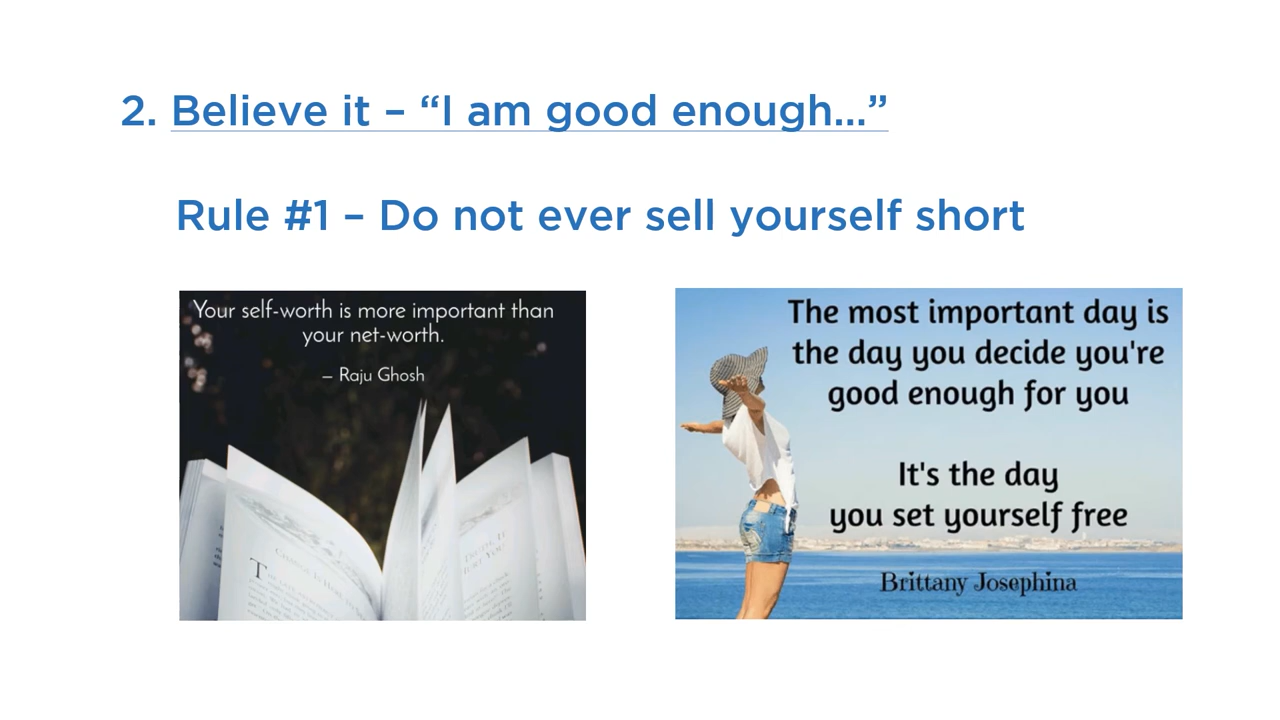 2. Believe it – “I am good enough...”
Rule #1 – Do not ever sell yourself short
Your self-worth is more important than
your net-worth.
– Raju Ghosh
The most important day is
the day you decide you're
good enough for you
It's the day
you set yourself free
Brittany Josephina